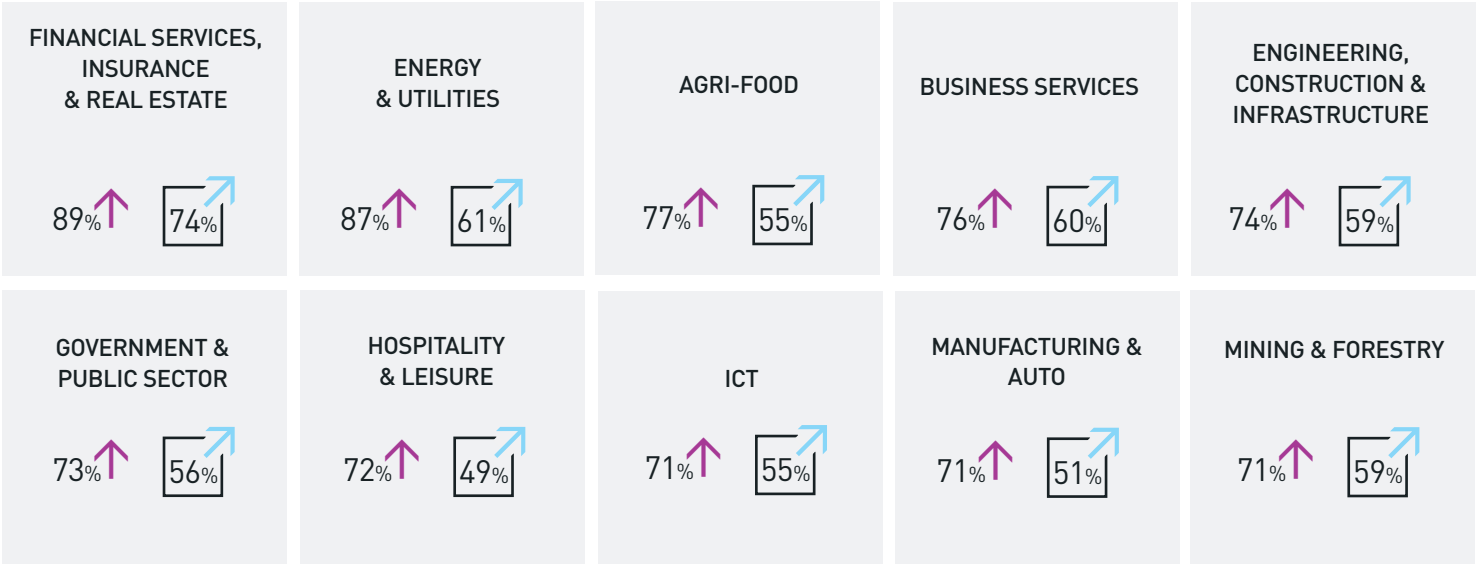 FINANCIAL SERVICES,
INSURANCE
& REAL ESTATE
89%
74%
ENERGY
& UTILITIES
87%
61%
AGRI-FOOD
77%
55%
BUSINESS SERVICES
76%
60%
ENGINEERING,
CONSTRUCTION &
INFRASTRUCTURE
74%
59%
GOVERNMENT &
PUBLIC SECTOR
73%
56%
HOSPITALITY
& LEISURE
72%
49%
ICT
71%
55%
MANUFACTURING &
AUTO
71%
51%
MINING & FORESTRY
71%
59%